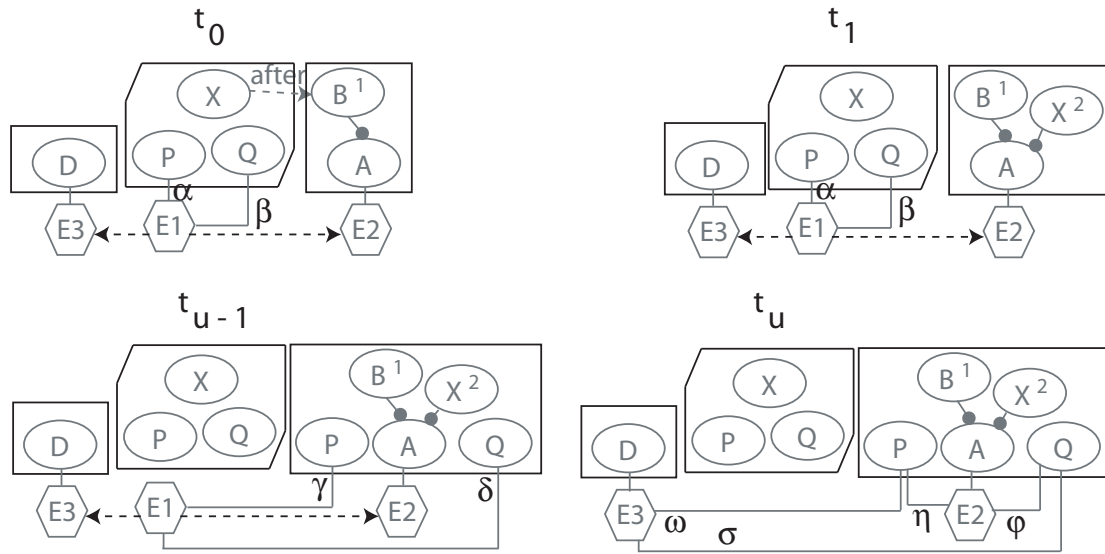 t0 t1
after
X B1 X B1 X2
D P Q A D P Q A
α β α β
E3 E1 E2 E3 E1 E2
tu - 1 tu
X B1 X2 X B1 X2
D P Q P A Q D P Q P A Q
γ δ
E3 E1 E2 E3 ω η E2 φ
σ